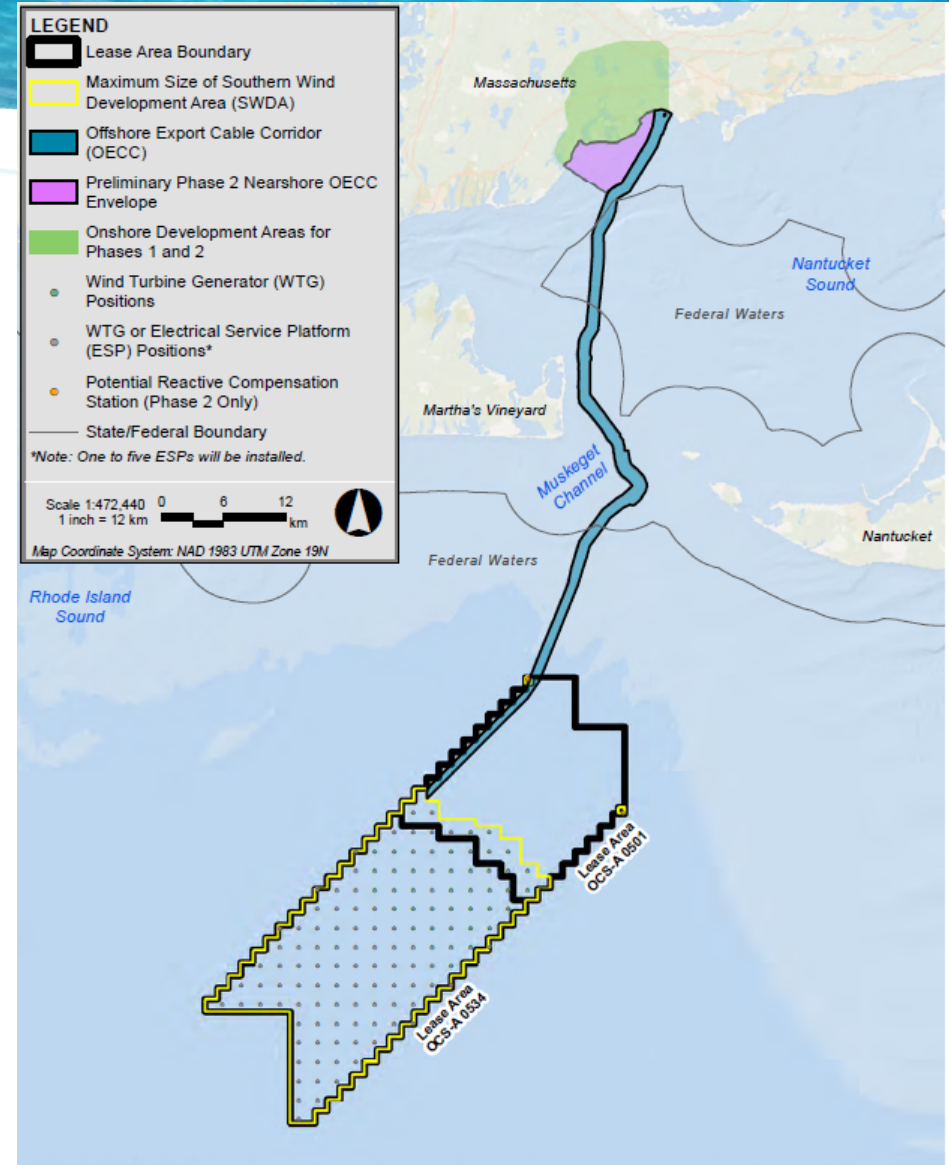 LEGEND
Lease Area Boundary
Maximum Size of Southern Wind
Development Area (SWDA)
Offshore Export Cable Corridor
(OECC)
Preliminary Phase 2 Nearshore OECC
Envelope
Onshore Development Areas for
Phases 1 and 2
Wind Turbine Generator (WTG)
Positions
WTG or Electrical Service Platform
(ESP) Positions*
Potential Reactive Compensation
Station (Phase 2 Only)
State/Federal Boundary
*Note: One to five ESPs will be installed.
Scale 1:472,440
1 inch = 12 km
0 6 12
km
Map Coordinate System: NAD 1983 UTM Zone 19N
Massachusetts
Nantucket
Sound
Federal Waters
Martha's Vineyard
Muskeget
Channel
Nantucket
Federal Waters
Rhode Island
Sound
Lease Area
OCS-A 0501
Lease Area
OCS-A 0534